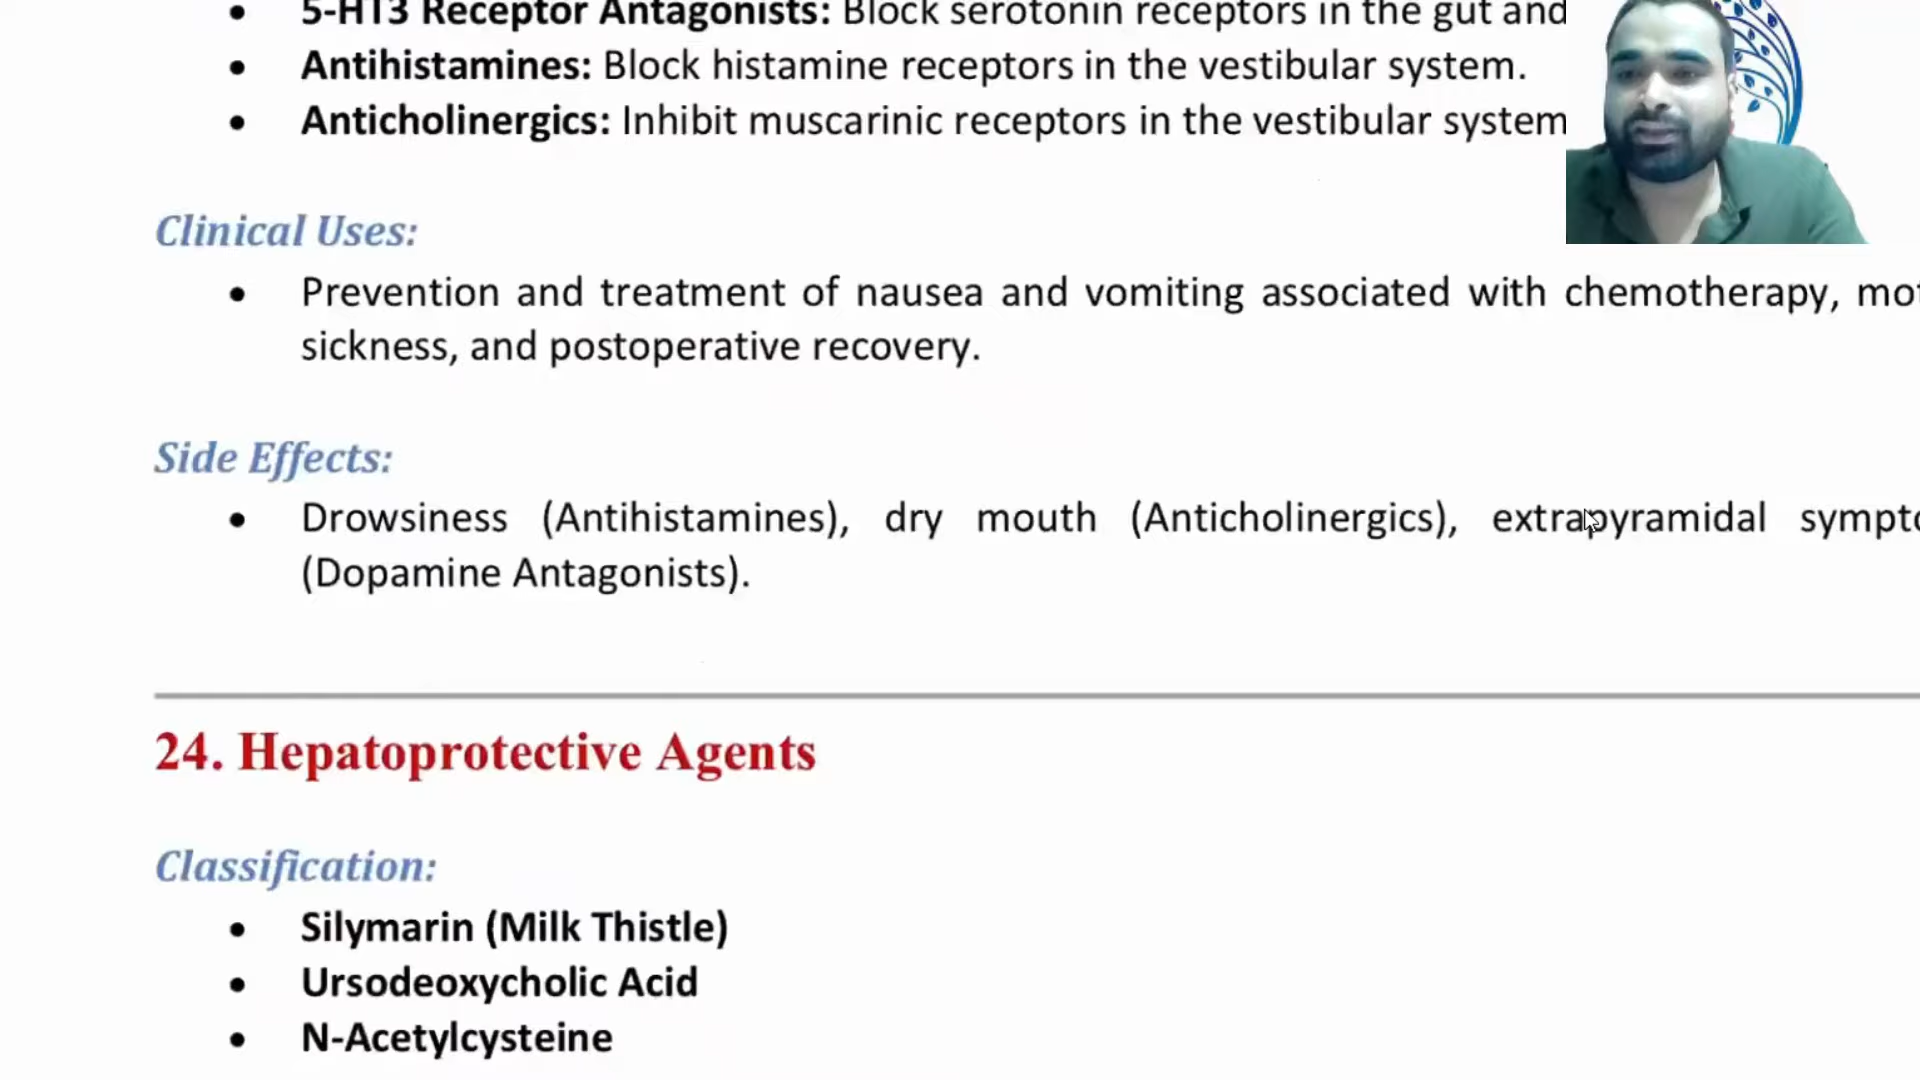 5-HT3 Receptor Antagonists: Block serotonin receptors in the gut and
Antihistamines: Block histamine receptors in the vestibular system.
Anticholinergics: Inhibit muscarinic receptors in the vestibular system
Clinical Uses:
Prevention and treatment of nausea and vomiting associated with chemotherapy,
sickness, and postoperative recovery.
Side Effects:
Drowsiness (Antihistamines), dry mouth (Anticholinergics), extrapyramidal
(Dopamine Antagonists).
24. Hepatoprotective Agents
Classification:
Silymarin (Milk Thistle)
Ursodeoxycholic Acid
N-Acetylcysteine